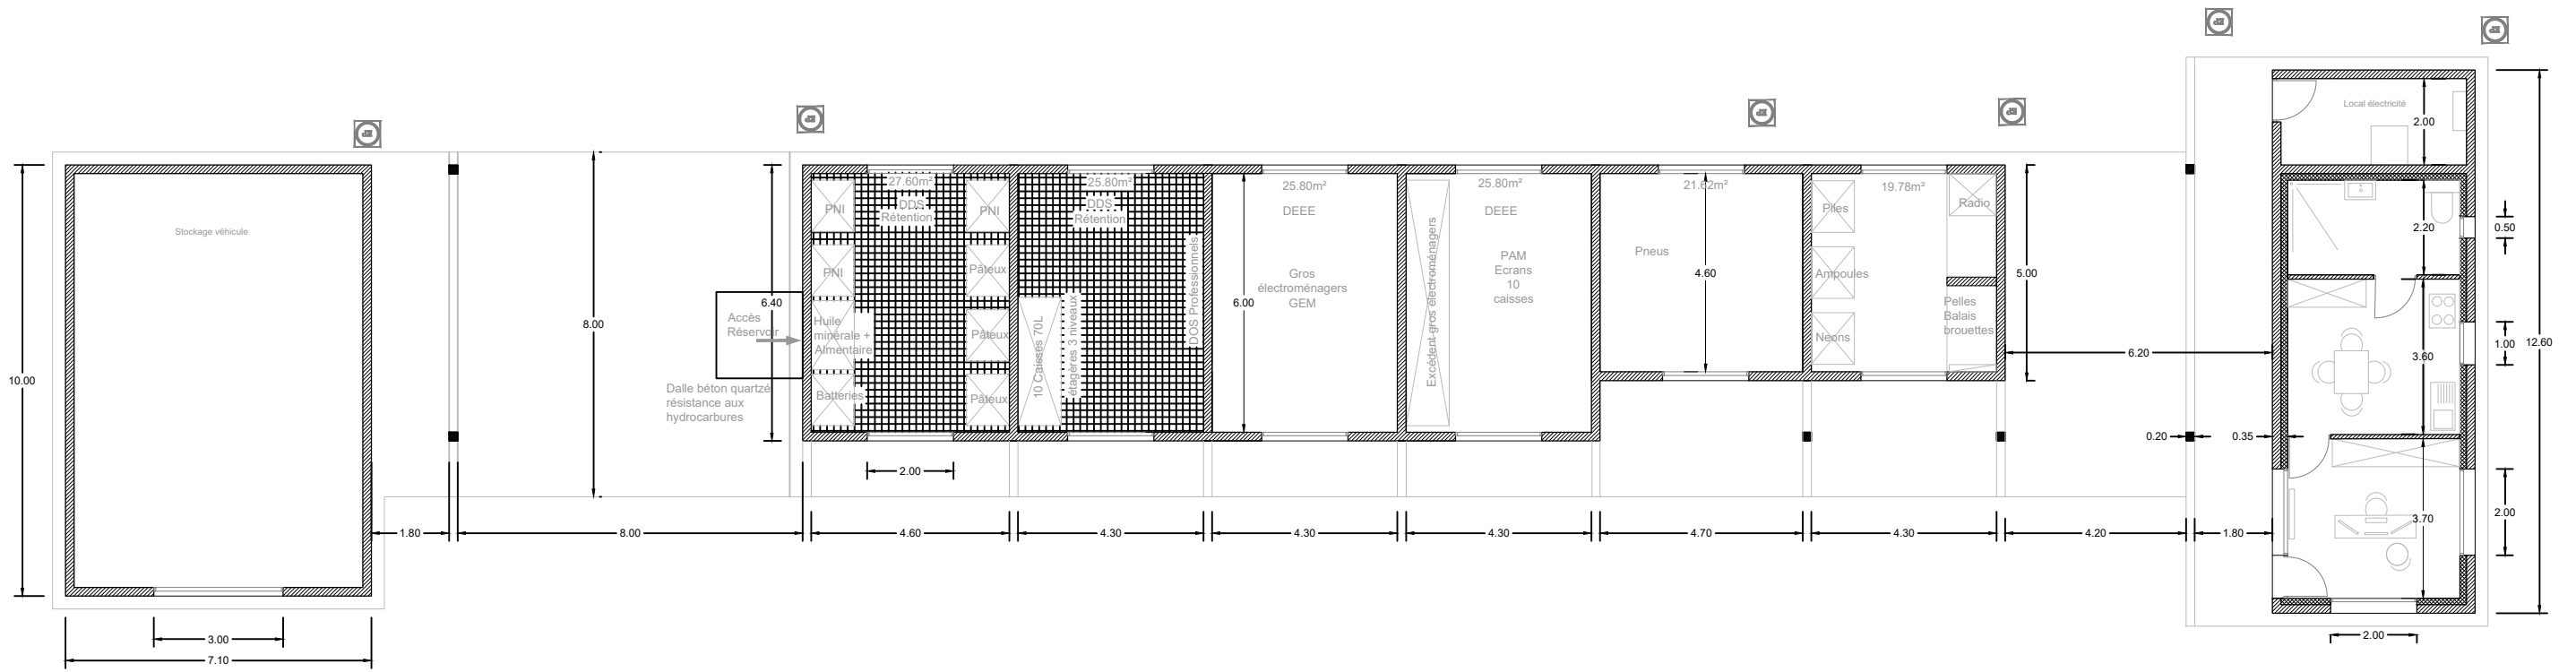 EP
EP
EP
EP
EP
EP
Local électricité
2.00
27.60m²
25.80m²
25.80m²
25.80m²
21.62m²
19.78m²
DDS
Rétention
DDS
Rétention
DEEE
DEEE
PNI
PNI
Piles
Radio
Stockage véhicule
2.20
0.50
PNI
Pâteux
DDS Professionnels
Excédent gros électroménagers
Pneus
PAM
Ecrans
10
caisses
Gros
électroménagers
GEM
4.60
Ampoules
5.00
6.40
6.00
8.00
Accès
Réservoir
Huile
minérale +
Alimentaire
Pâteux
10 Caisses 70L
étagères 3 niveaux
Neons
Pelles
Balais
brouettes
6.20
3.60
1.00
12.60
10.00
Dalle béton quartzé
résistance aux
hydrocarbures
Batteries
Pâteux
0.20
0.35
2.00
3.70
2.00
1.80
8.00
4.60
4.30
4.30
4.30
4.70
4.30
4.20
1.80
3.00
7.10
2.00